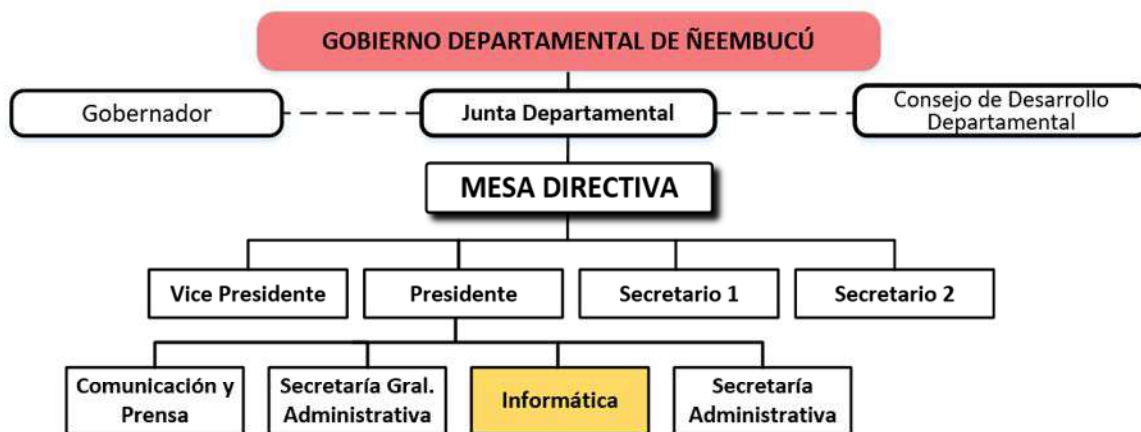 GOBIERNO DEPARTAMENTAL DE ÑEEMBUCÚ
Gobernador
Junta Departamental
Consejo de Desarrollo
Departamental
MESA DIRECTIVA
Vice Presidente
Presidente
Secretario 1
Secretario 2
Comunicación y
Prensa
Secretaría Gral.
Administrativa
Informática
Secretaría
Administrativa